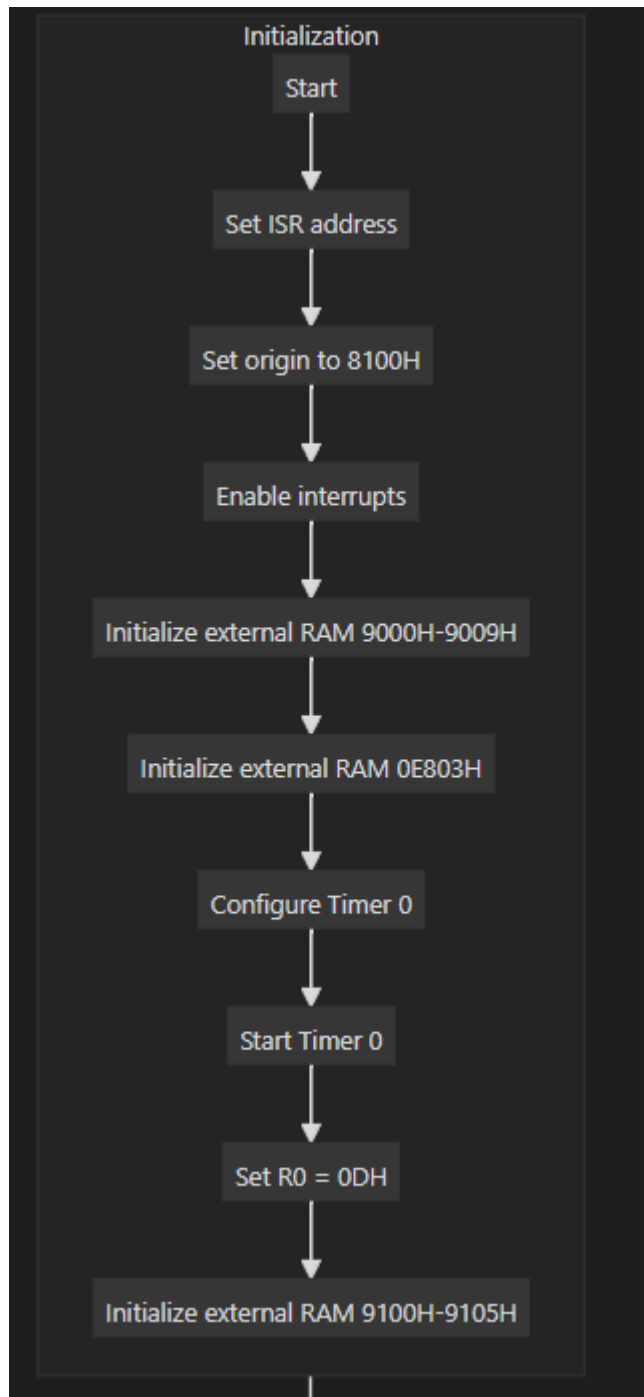 Initialization
Start
Set ISR address
Set origin to 8100H
Enable interrupts
Initialize external RAM 9000H-9009H
Initialize external RAM 0E803H
Configure Timer 0
Start Timer 0
Set R0 = 0DH
Initialize external RAM 9100H-9105H